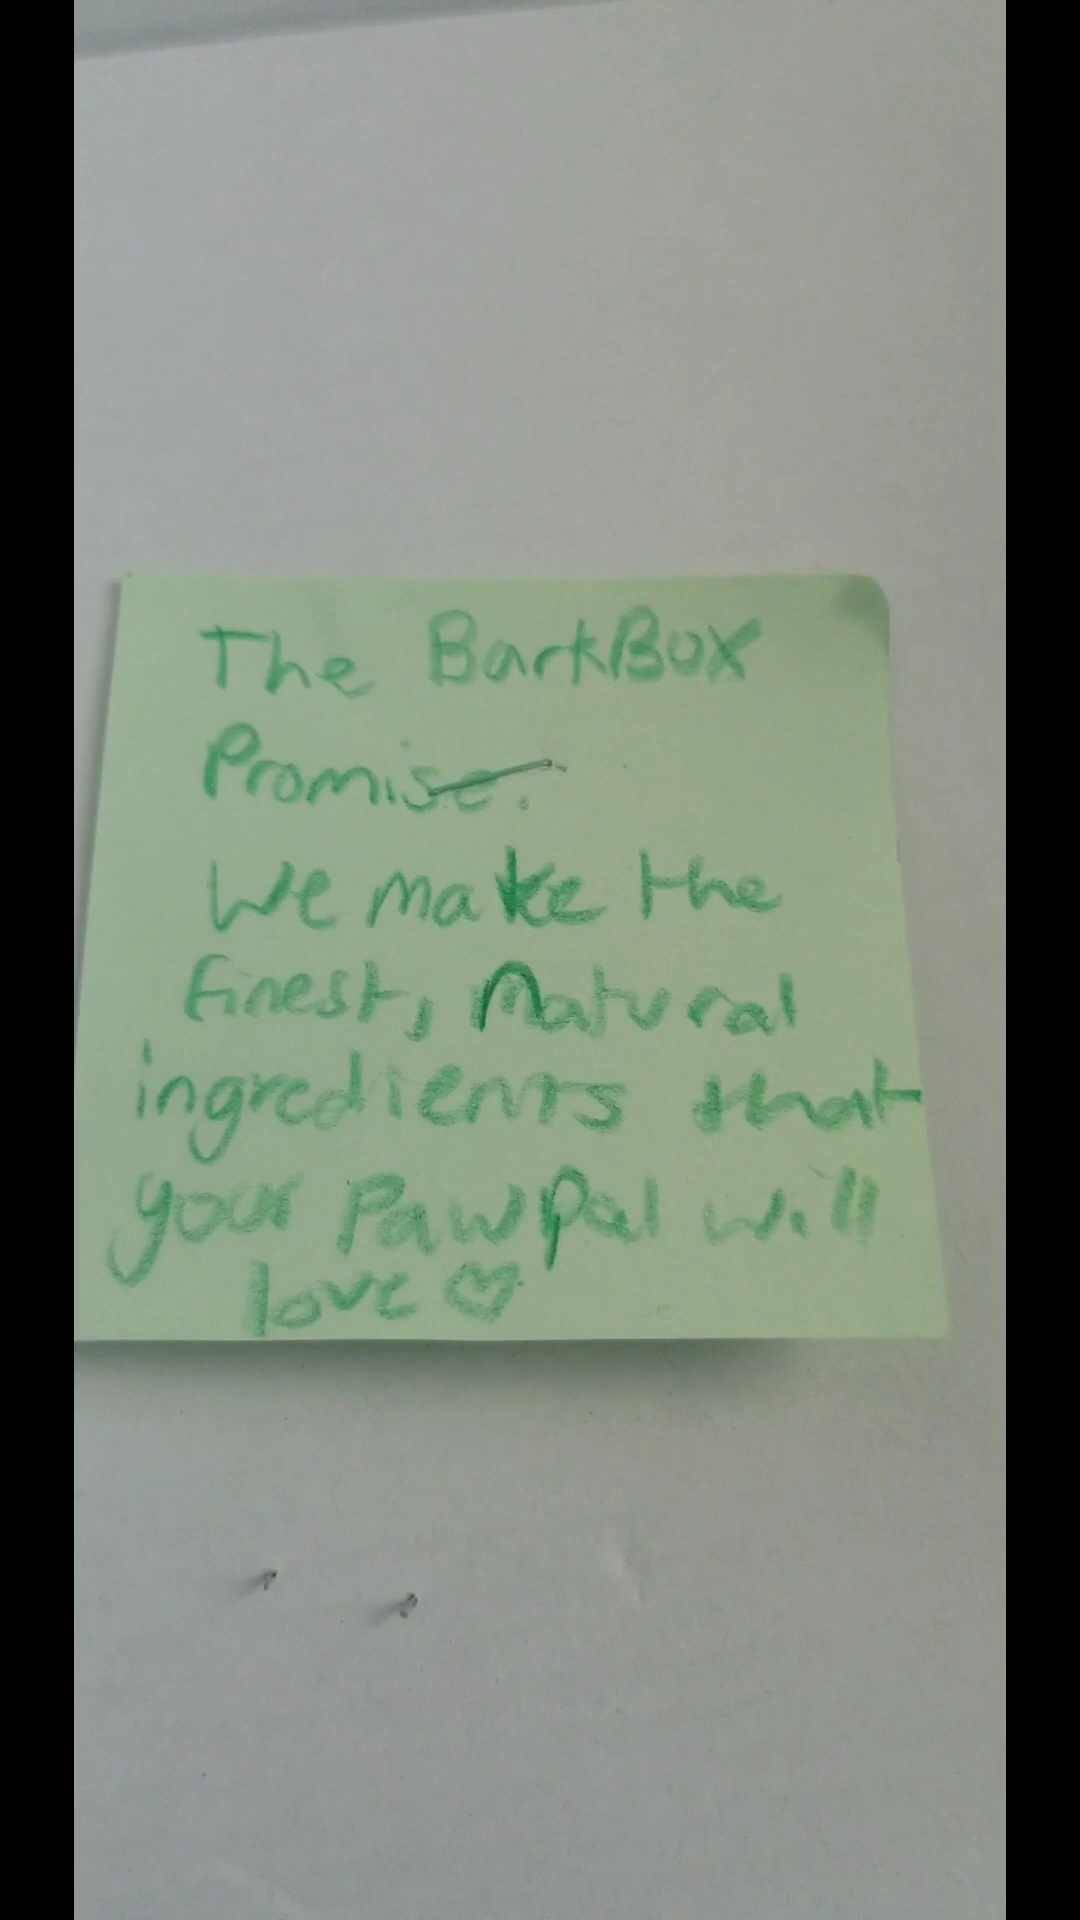 The BarkBox
Promise.
We make the
finest, Natural
ingredients that
your PawPal will
love ♡